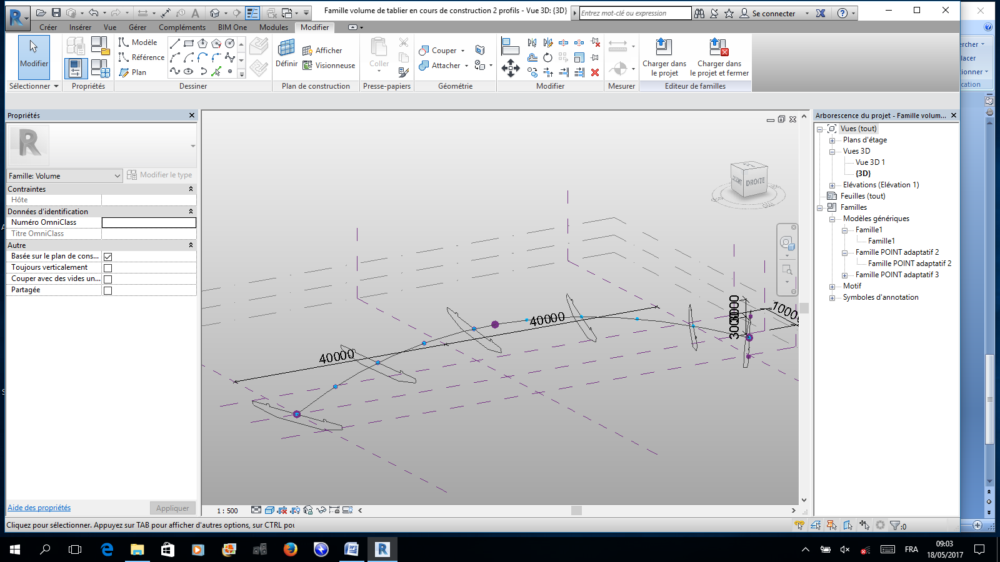 Famille volume de tablier en cours de construction 2 profils - Vue 3D: {3D}
Entrez mot-clé ou expression
Se connecter
Créer Insérer Vue Gérer Compléments BIM One Modules Modifier
Modifier
Modèle
Référence
Plan
Définir
Afficher
Visionneuse
Coller
Couper
Attacher
Charger dans le projet
Charger dans le projet et fermer
Sélectionner Propriétés Dessiner Plan de construction Presse-papiers Géométrie Modifier Mesurer Editeur de familles
ercher
lacer
ionner
cation
Propriétés
R
Famille: Volume
Modifier le type
Contraintes
Hôte
Données d'identification
Numéro OmniClass
Titre OmniClass
Autre
Basée sur le plan de cons...
Toujours verticalement
Couper avec des vides un...
Partagée
Aide des propriétés
Appliquer
DROITE
40000
40000
1 : 500
Arborescence du projet - Famille volum...
Vues (tout)
Plans d'étage
Vues 3D
Vue 3D 1
{3D}
Elévations (Elévation 1)
Feuilles (tout)
Familles
Modèles génériques
Famille1
Famille1
Famille POINT adaptatif 2
Famille POINT adaptatif 2
Famille POINT adaptatif 3
Motif
Symboles d'annotation
Cliquez pour sélectionner. Appuyez sur TAB pour afficher d'autres options, sur CTRL pou
:0
FRA
09:03
18/05/2017